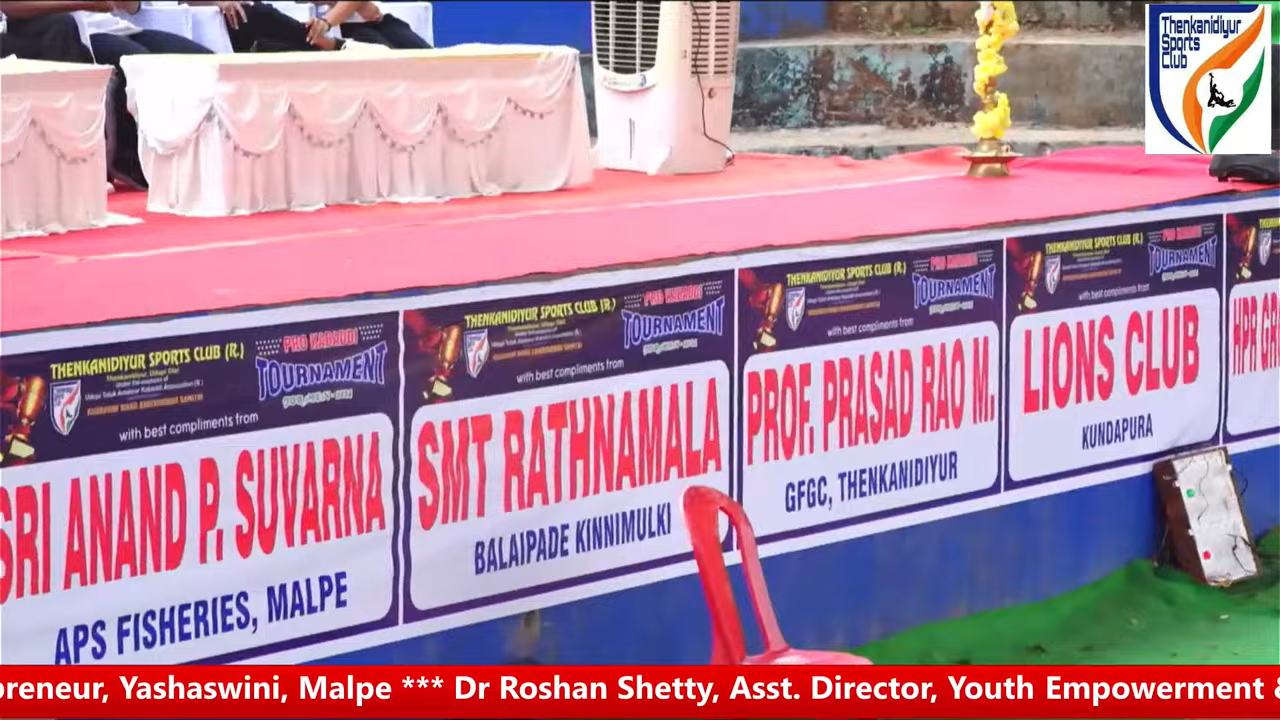 Thenkanidiyur
Sports
Club
THENKANIDIYUR SPORTS CLUB (R.)
PRO KABADDI
TOURNAMENT
with best compliments from
SRI ANAND P. SUVARNA
APS FISHERIES, MALPE
THENKANIDIYUR SPORTS CLUB (R.)
PRO KABADDI
TOURNAMENT
with best compliments from
SMT RATHNAMALA
BALAIPADE KINNIMULKI
THENKANIDIYUR SPORTS CLUB (R.)
PRO KABADDI
TOURNAMENT
with best compliments from
PROF. PRASAD RAO M.
GFGC, THENKANIDIYUR
THENKANIDIYUR SPORTS CLUB (R.)
PRO KABADDI
TOURNAMENT
with best compliments from
LIONS CLUB
KUNDAPURA
HPR GR
preneur, Yashaswini, Malpe *** Dr Roshan Shetty, Asst. Director, Youth Empowerment &